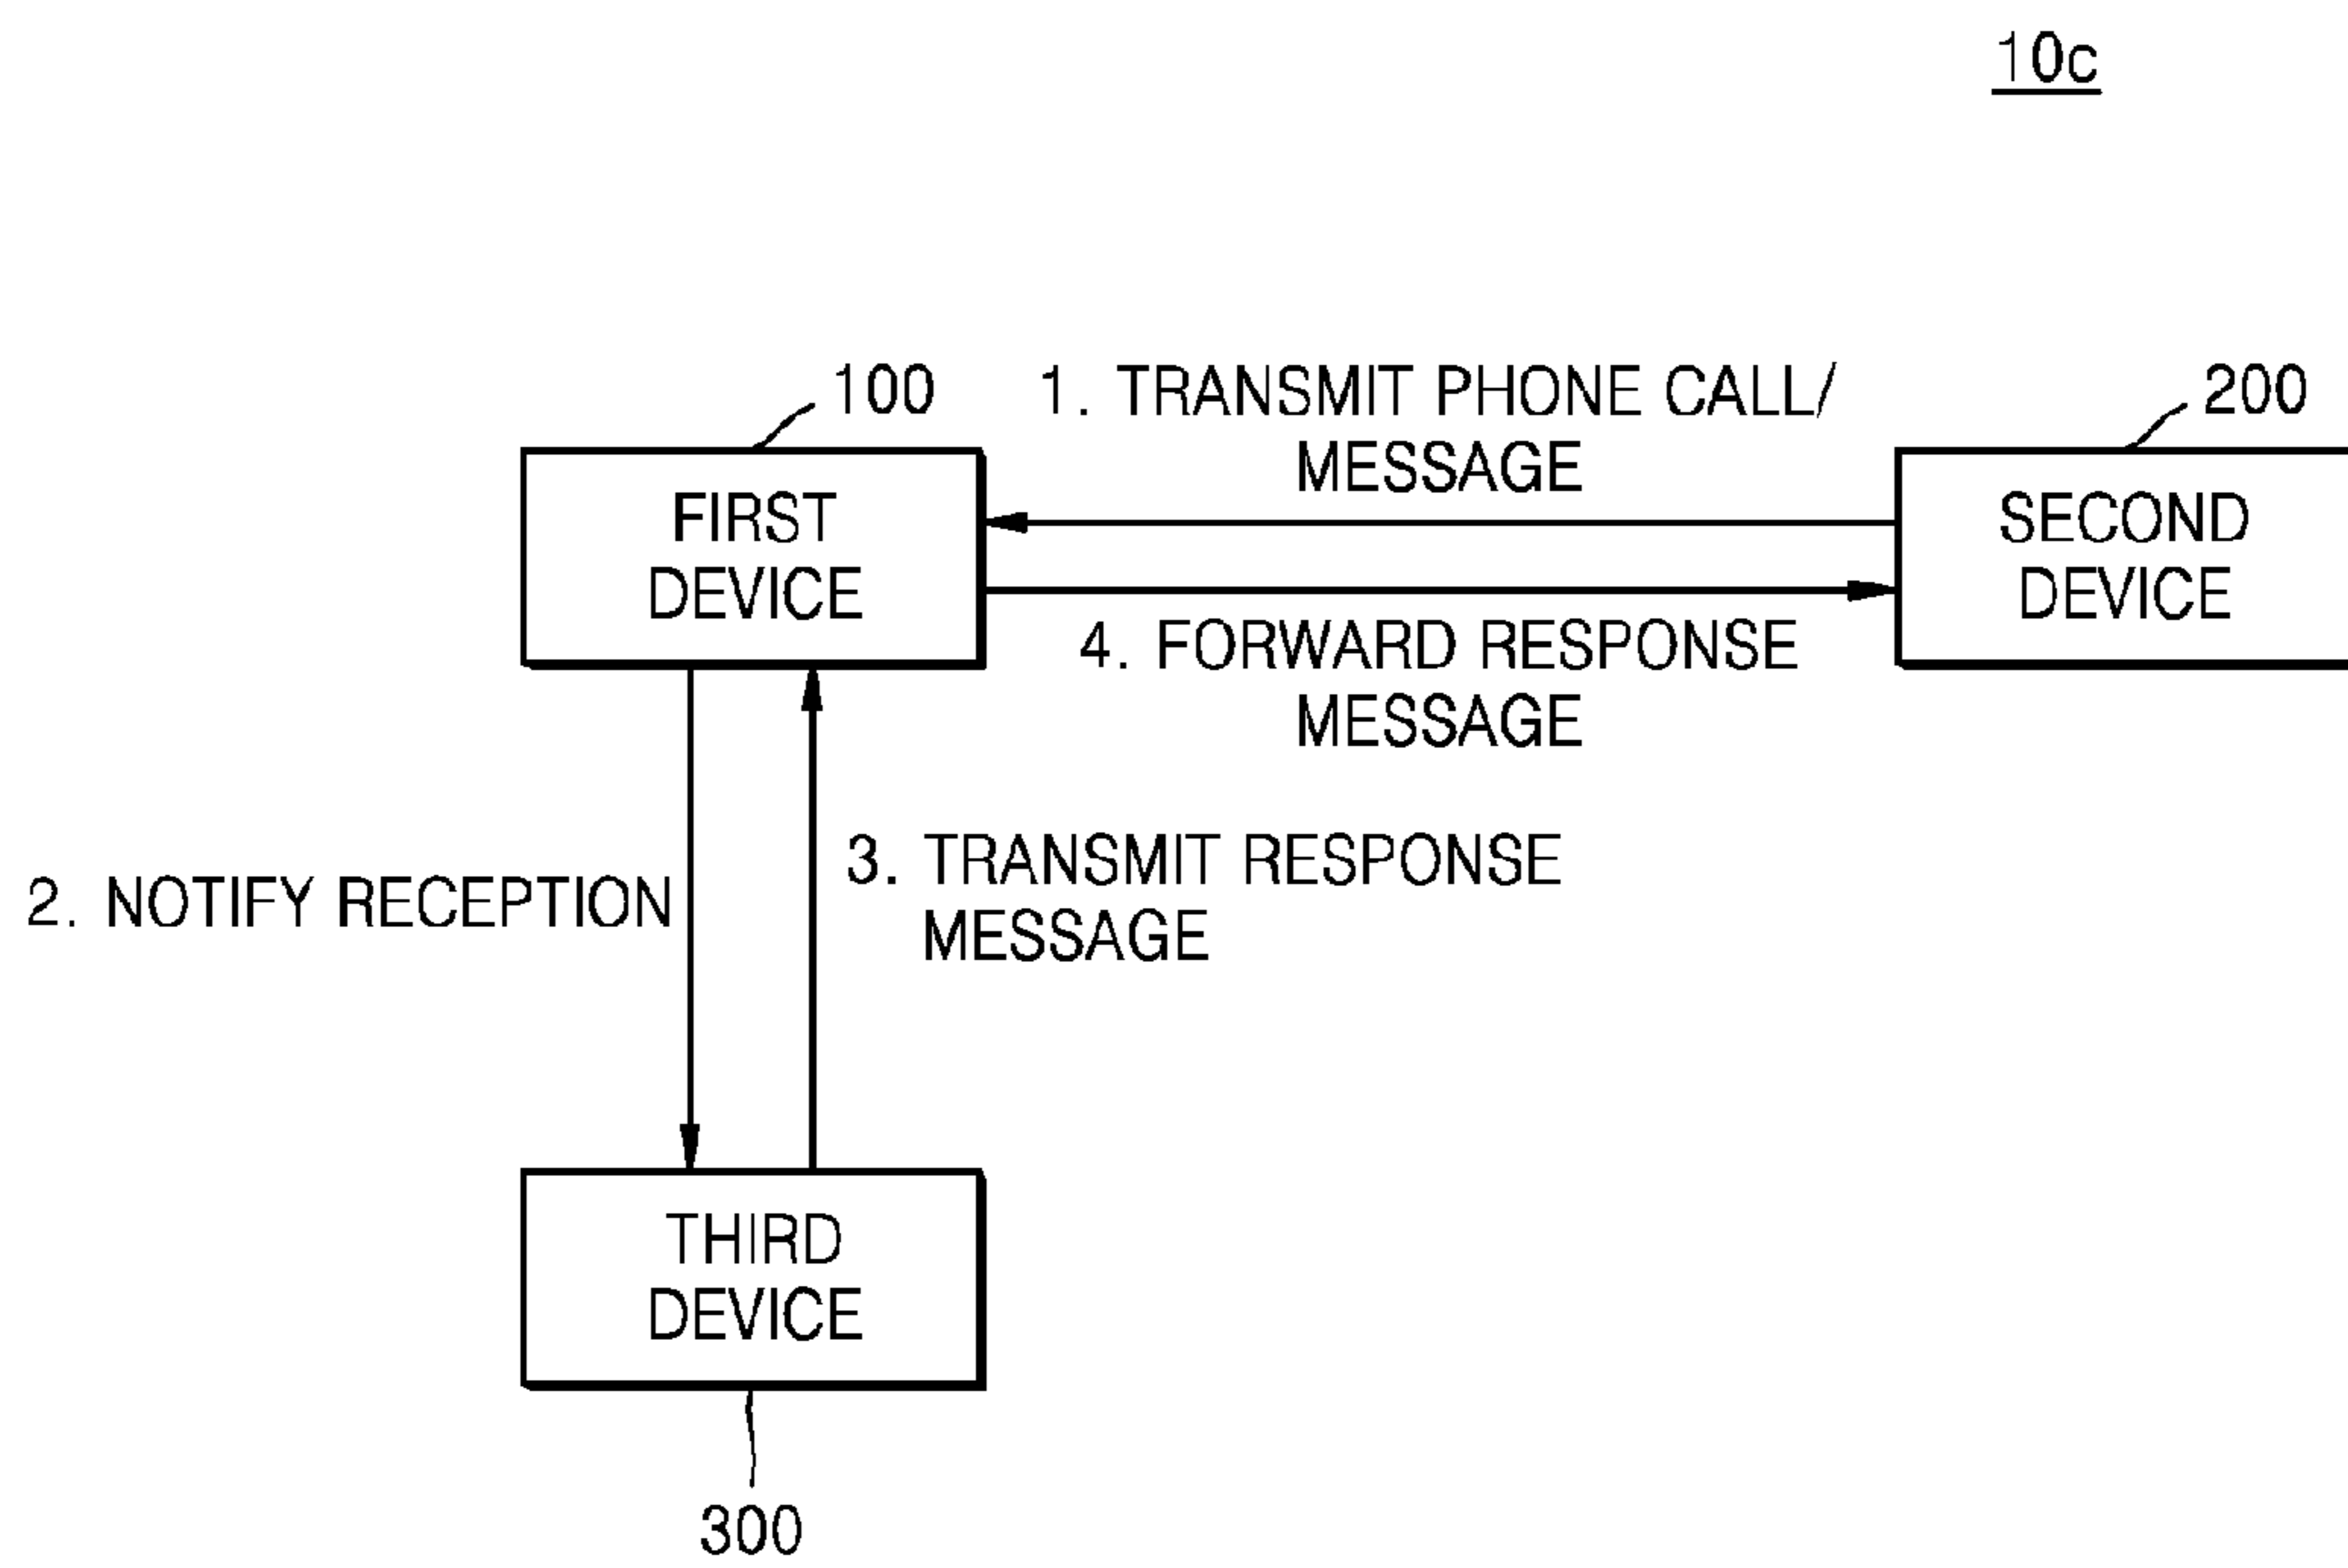 10c
100
1. TRANSMIT PHONE CALL/
MESSAGE
200
FIRST
DEVICE
SECOND
DEVICE
4. FORWARD RESPONSE
MESSAGE
2. NOTIFY RECEPTION
3. TRANSMIT RESPONSE
MESSAGE
THIRD
DEVICE
300